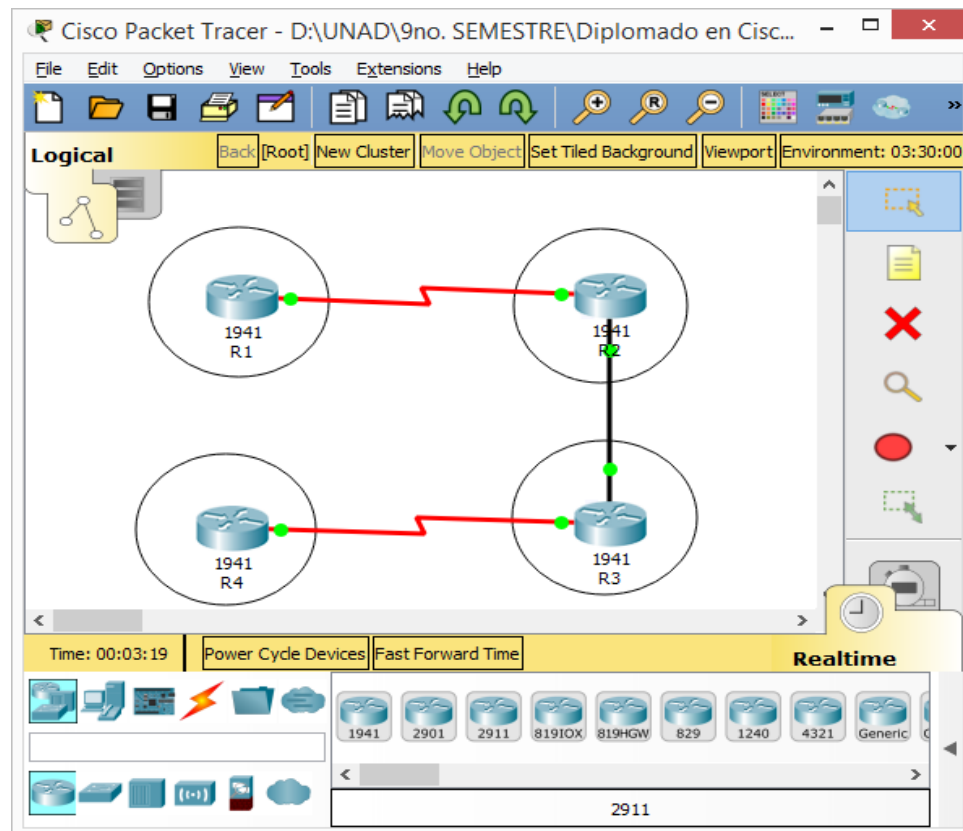 Cisco Packet Tracer - D:\UNAD\9no. SEMESTRE\Diplomado en Cisc...
File Edit Options View Tools Extensions Help
Logical Back [Root] New Cluster Move Object Set Tiled Background Viewport Environment: 03:30:00
1941
R1
1941
R2
1941
R4
1941
R3
Time: 00:03:19 Power Cycle Devices Fast Forward Time Realtime
1941 2901 2911 819IOX 819HGW 829 1240 4321 Generic
2911